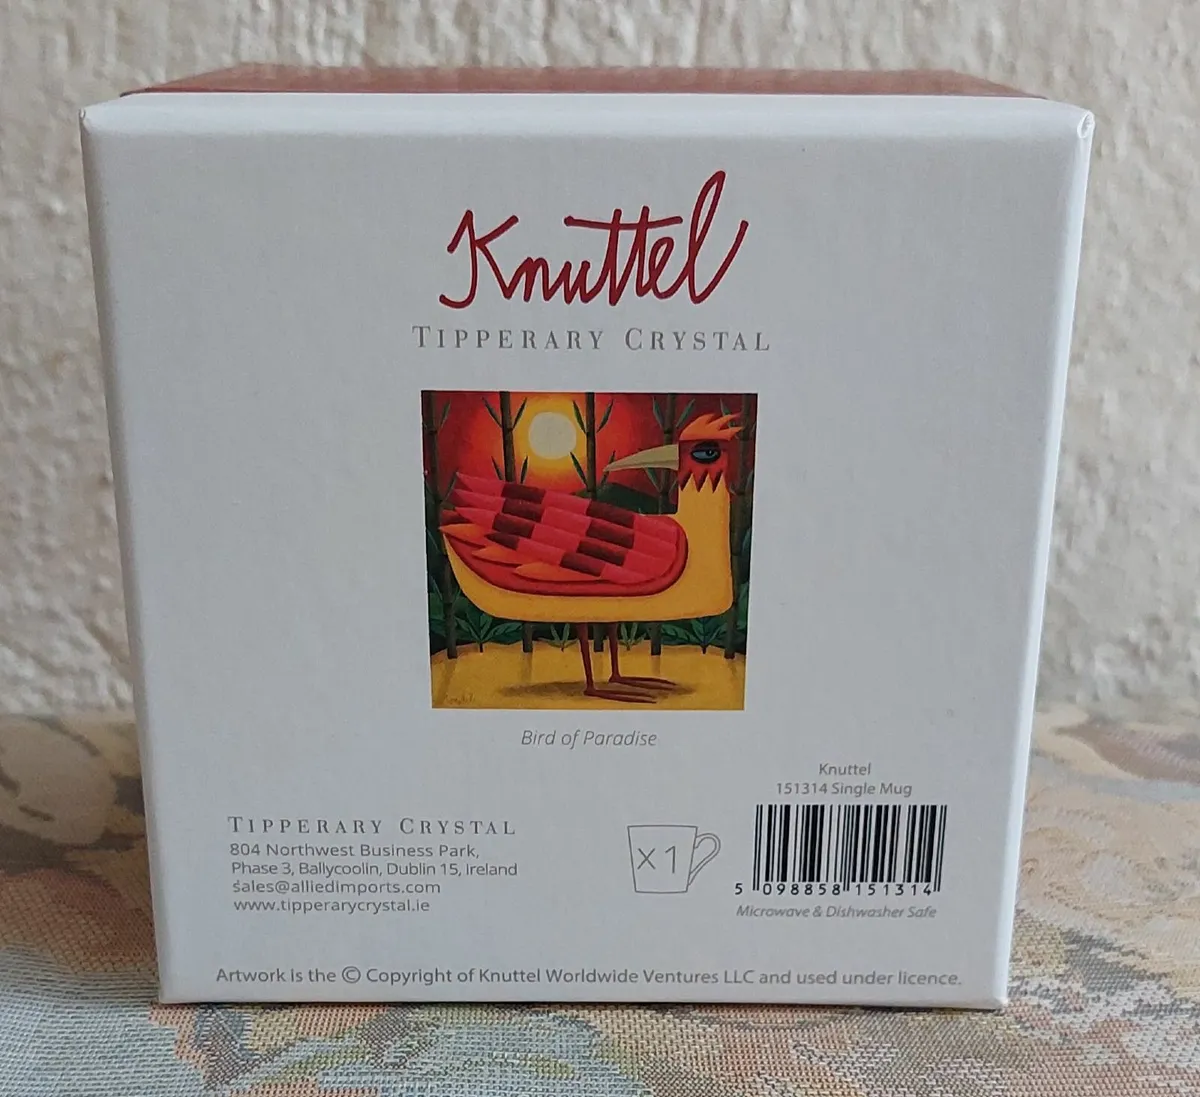 Knuttel
TIPPERARY CRYSTAL
Bird of Paradise
Knuttel
151314 Single Mug
TIPPERARY CRYSTAL
804 Northwest Business Park,
Phase 3, Ballycoolin, Dublin 15, Ireland
sales@alliedimports.com
www.tipperarycrystal.ie
x 1
5 098858 151314
Microwave & Dishwasher Safe
Artwork is the © Copyright of Knuttel Worldwide Ventures LLC and used under licence.